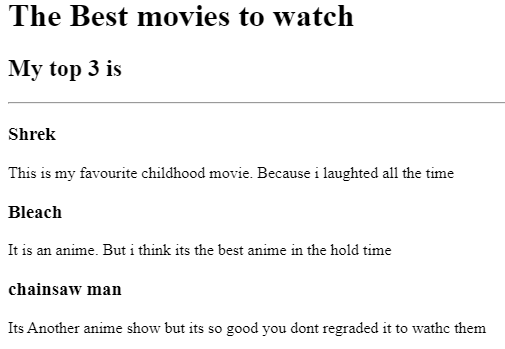 The Best movies to watch
My top 3 is
Shrek
This is my favourite childhood movie. Because i laughted all the time
Bleach
It is an anime. But i think its the best anime in the hold time
chainsaw man
Its Another anime show but its so good you dont regraded it to wathc them